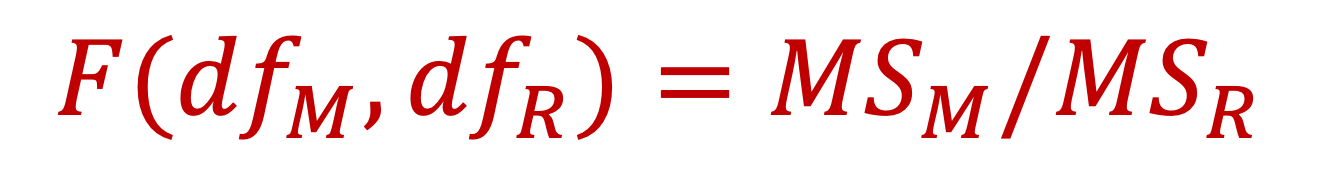 F(df_M, df_R) = MS_M/MS_R